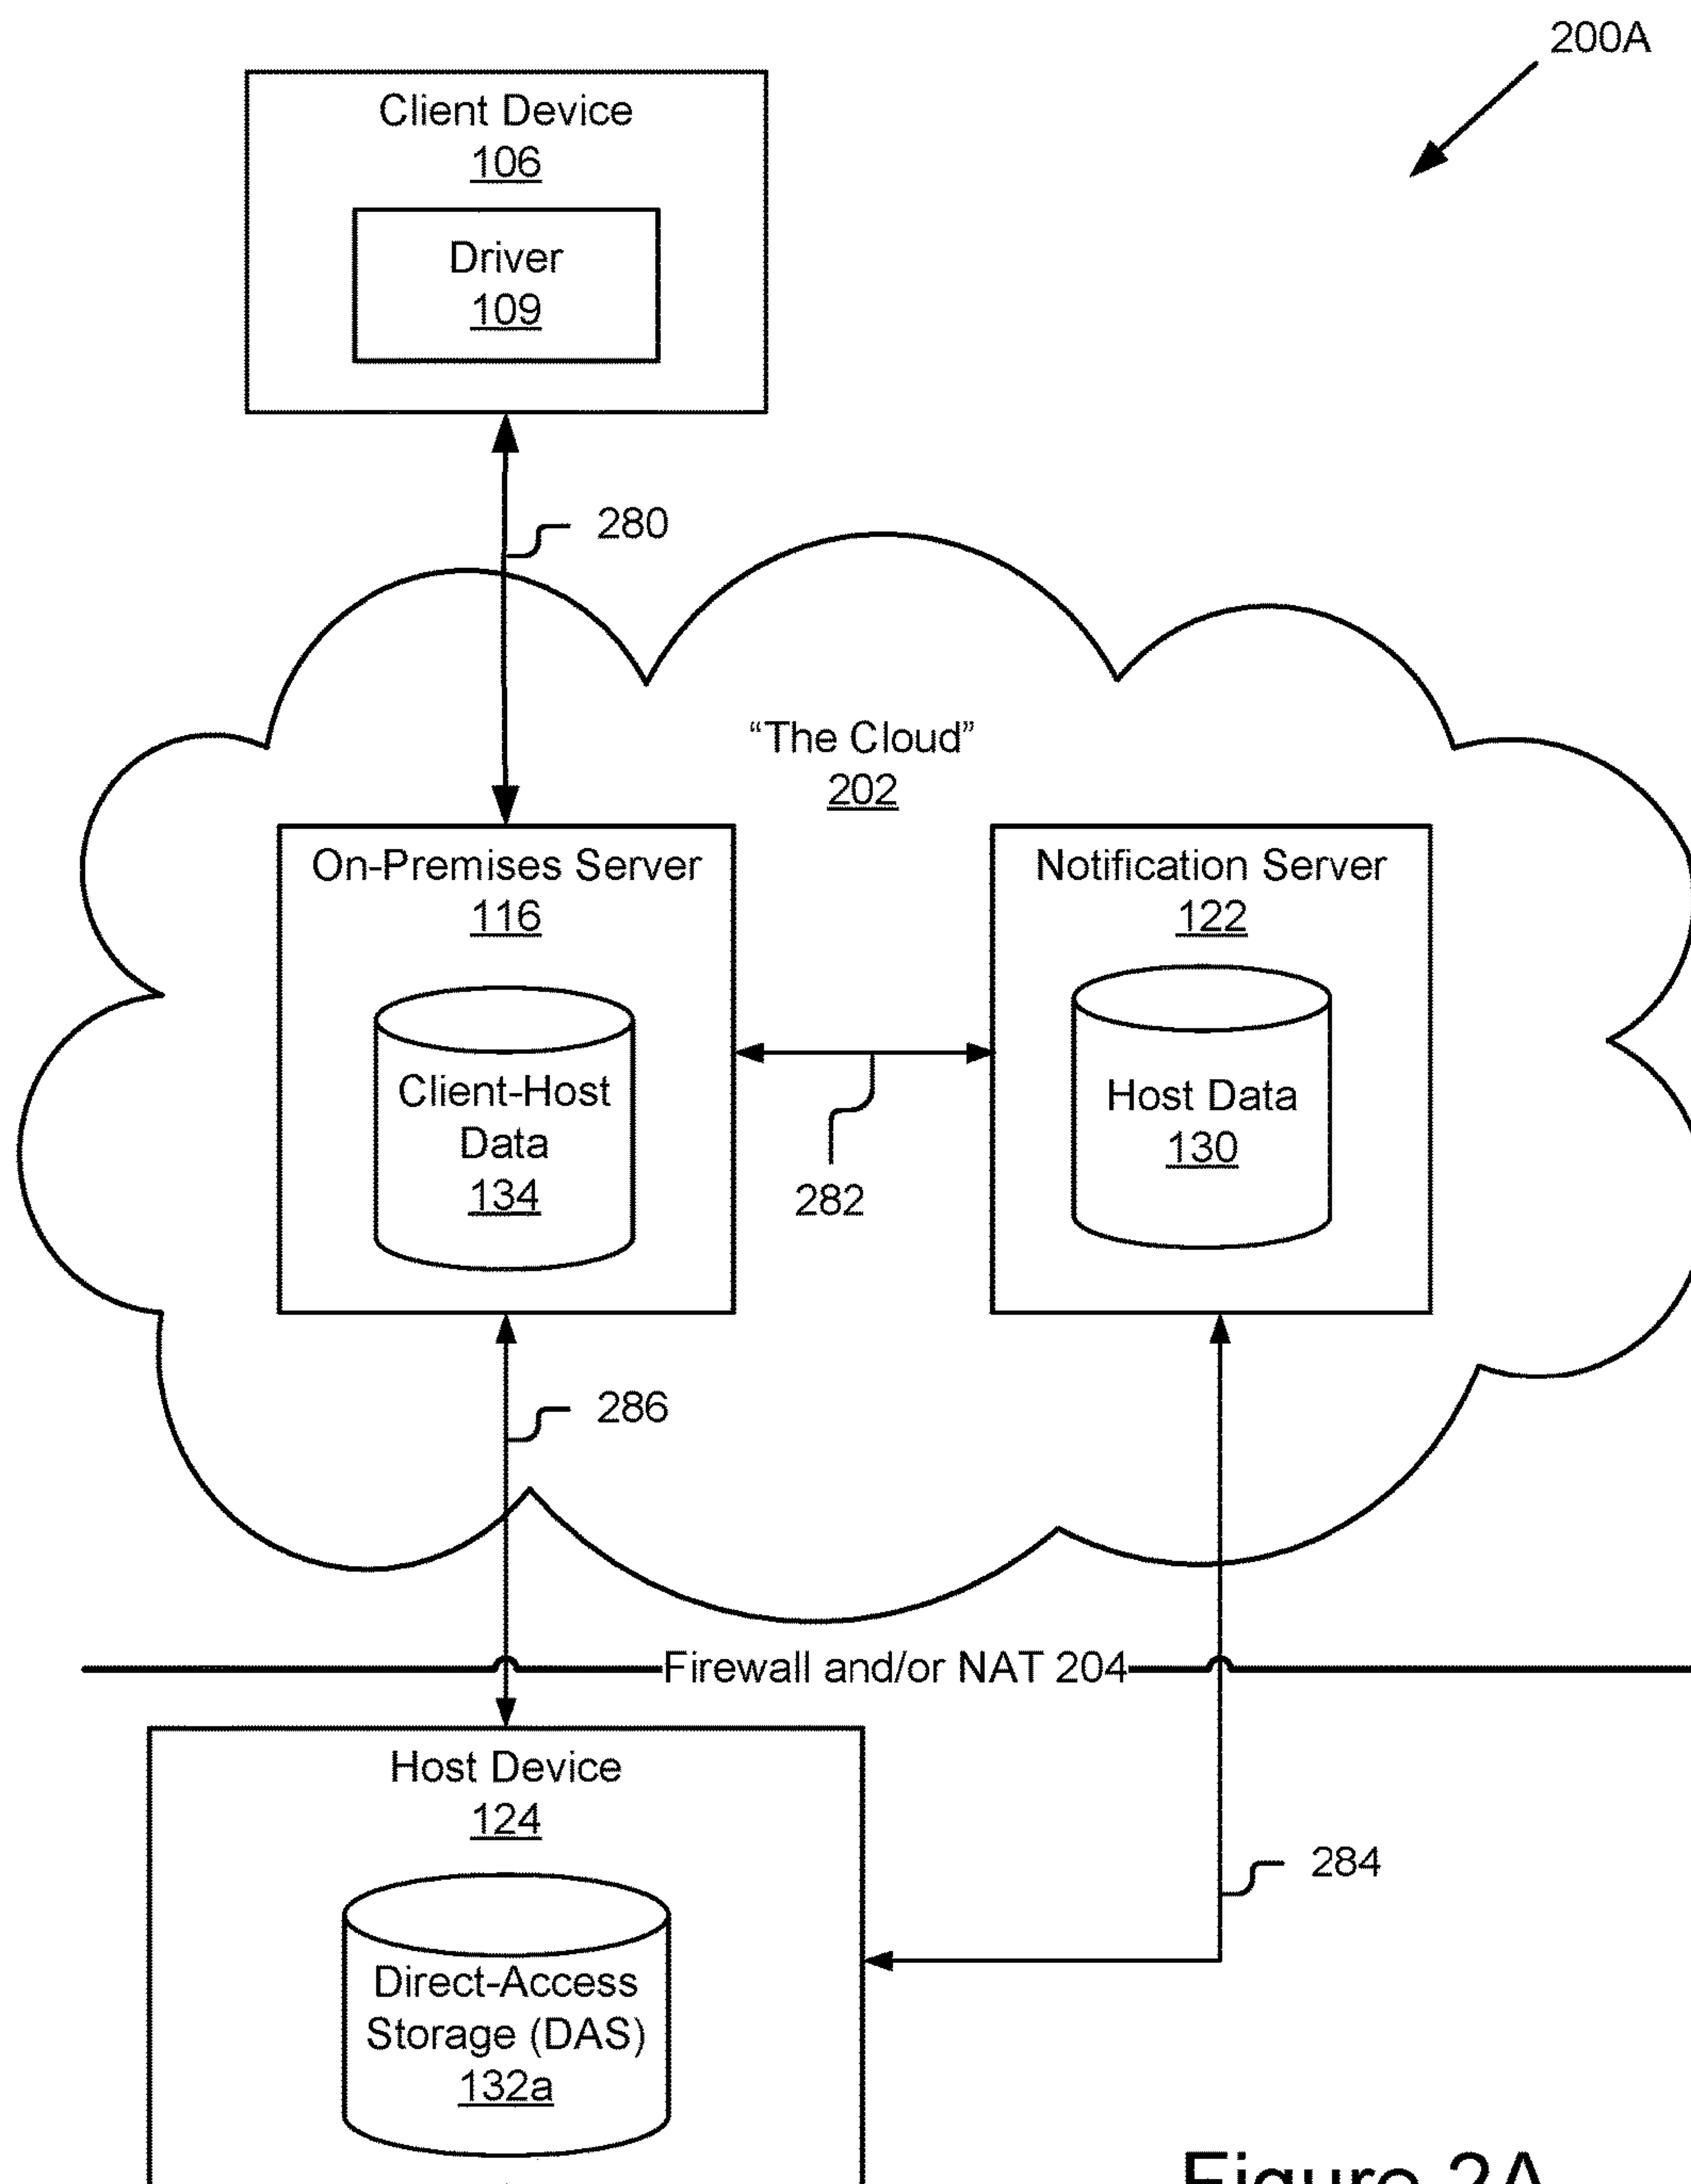 200A
Client Device
106
Driver
109
280
“The Cloud”
202
On-Premises Server
116
Notification Server
122
Client-Host
Data
134
Host Data
130
282
286
Firewall and/or NAT 204
Host Device
124
284
Direct-Access
Storage (DAS)
132a
Figure 2A